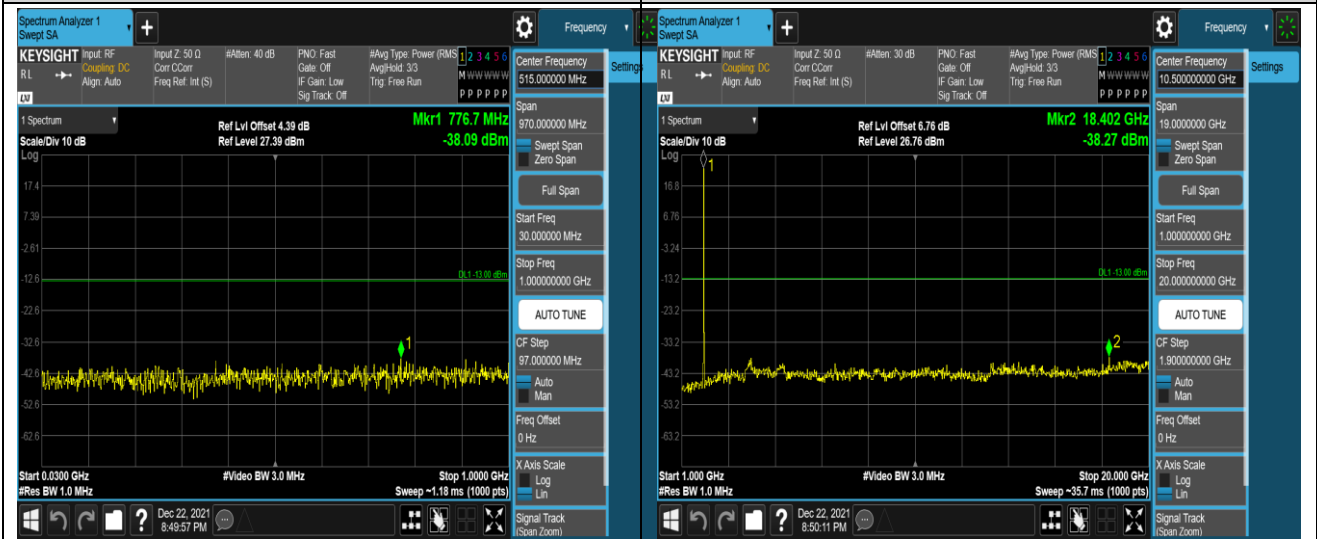 Spectrum Analyzer 1
Swept SA
+
Frequency
KEYSIGHT
RL
LXI
Input: RF
Coupling: DC
Align: Auto
Input Z: 50 Ω
Corr CCorr
Freq Ref: Int (S)
#Atten: 40 dB
PNO: Fast
Gate: Off
IF Gain: Low
Sig Track: Off
#Avg Type: Power (RMS
Avg|Hold: 3/3
Trig: Free Run
1 2 3 4 5 6
M W W W W W
P P P P P P
Center Frequency
515.000000 MHz
Settings
1 Spectrum
Scale/Div 10 dB
Log
Ref Lvl Offset 4.39 dB
Ref Level 27.39 dBm
Mkr1 776.7 MHz
-38.09 dBm
17.4
7.39
-2.61
-12.6
-22.6
-32.6
-42.6
-52.6
-62.6
DL1 -13.00 dBm
1
Start 0.0300 GHz
#Res BW 1.0 MHz
#Video BW 3.0 MHz
Stop 1.0000 GHz
Sweep ~1.18 ms (1000 pts)
Span
970.000000 MHz
Swept Span
Zero Span
Full Span
Start Freq
30.000000 MHz
Stop Freq
1.000000000 GHz
AUTO TUNE
CF Step
97.000000 MHz
Auto
Man
Freq Offset
0 Hz
X Axis Scale
Log
Lin
Signal Track
(Span Zoom)
?
Dec 22, 2021
8:49:57 PM
Spectrum Analyzer 1
Swept SA
+
Frequency
KEYSIGHT
RL
LXI
Input: RF
Coupling: DC
Align: Auto
Input Z: 50 Ω
Corr CCorr
Freq Ref: Int (S)
#Atten: 30 dB
PNO: Fast
Gate: Off
IF Gain: Low
Sig Track: Off
#Avg Type: Power (RMS
Avg|Hold: 3/3
Trig: Free Run
1 2 3 4 5 6
M W W W W W
P P P P P P
Center Frequency
10.500000000 GHz
Settings
1 Spectrum
Scale/Div 10 dB
Log
Ref Lvl Offset 6.76 dB
Ref Level 26.76 dBm
Mkr2 18.402 GHz
-38.27 dBm
1
16.8
6.76
-3.24
-13.2
-23.2
-33.2
-43.2
-53.2
-63.2
DL1 -13.00 dBm
2
Start 1.000 GHz
#Res BW 1.0 MHz
#Video BW 3.0 MHz
Stop 20.000 GHz
Sweep ~35.7 ms (1000 pts)
Span
19.0000000 GHz
Swept Span
Zero Span
Full Span
Start Freq
1.000000000 GHz
Stop Freq
20.000000000 GHz
AUTO TUNE
CF Step
1.900000000 GHz
Auto
Man
Freq Offset
0 Hz
X Axis Scale
Log
Lin
Signal Track
(Span Zoom)
?
Dec 22, 2021
8:50:11 PM